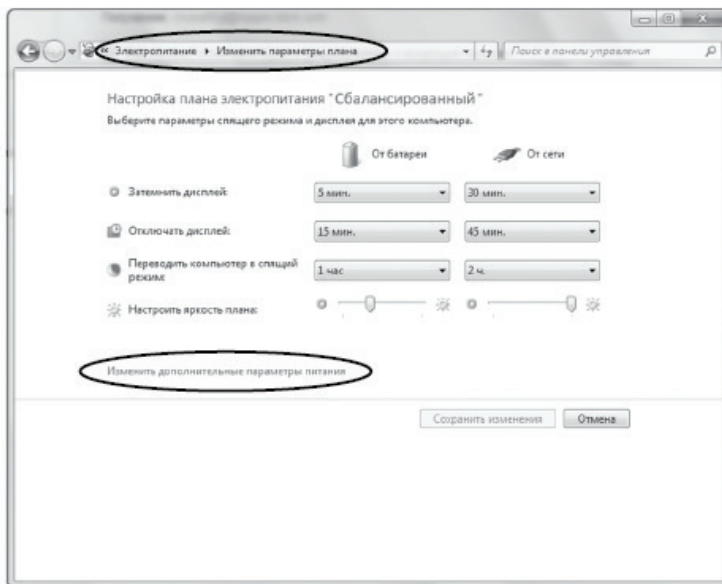 « Электропитание ▸ Изменить параметры плана
Поиск в панели управления
Настройка плана электропитания "Сбалансированный"
Выберите параметры спящего режима и дисплея для этого компьютера.
От батареи От сети
Затемнить дисплей: 5 мин. 30 мин.
Отключать дисплей: 15 мин. 45 мин.
Переводить компьютер в спящий
режим: 1 час 2 ч.
Настроить яркость плана:
Изменить дополнительные параметры питания
Сохранить изменения Отмена